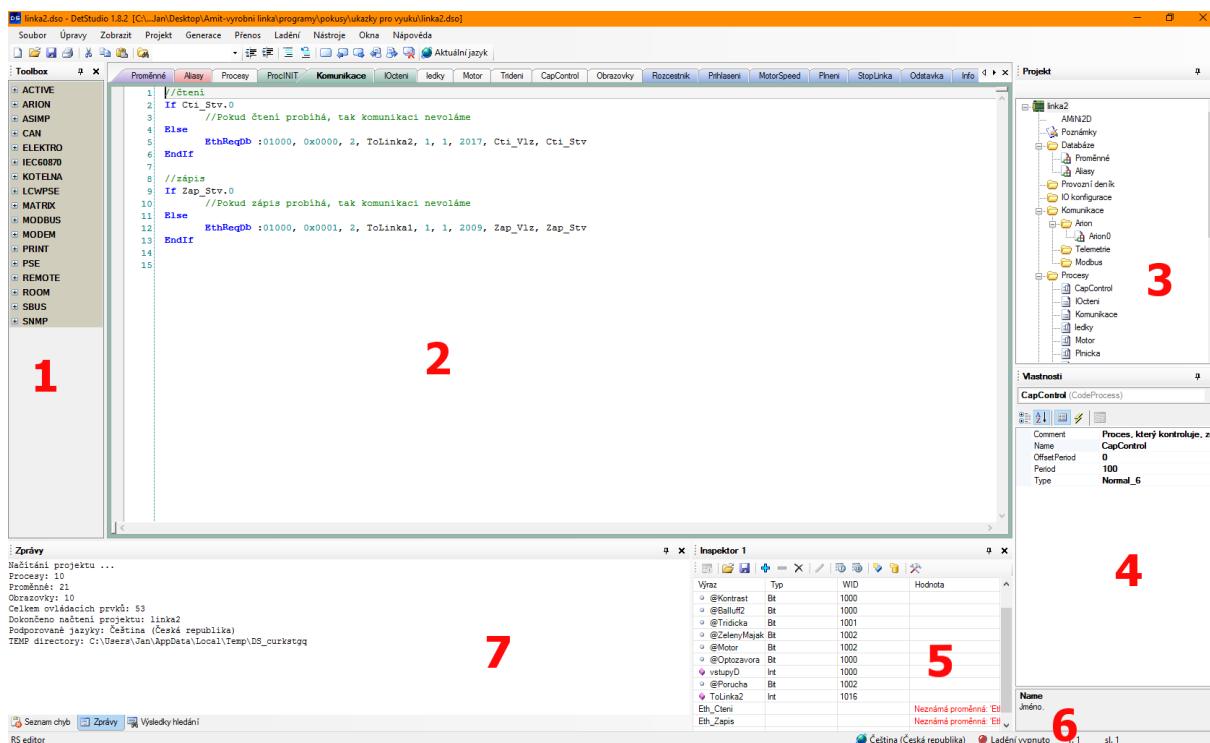 linka2.dso - DetStudio 1.8.2 [C:\...Jan\Desktop\Amit-vyrobni linka\programy\pokusy\ukazky pro vyuku\linka2.dso]
Soubor Úpravy Zobrazit Projekt Generace Přenos Ladění Nástroje Okna Nápověda
Aktuální jazyk
Toolbox
ACTIVE
ARION
ASIMP
CAN
ELEKTRO
IEC60870
KOTELNA
LCWPSE
MATRIX
MODBUS
MODEM
PRINT
PSE
REMOTE
ROOM
SBUS
SNMP
1
Proměnné Aliasy Procesy ProcINIT Komunikace IOcteni ledky Motor Trideni CapControl Obrazovky Rozcestnik Prihlaseni MotorSpeed Plneni StopLinka Odstavka Info
1 //čtení
2 If Cti_Stv.0
3 //Pokud čtení probíhá, tak komunikaci nevoláme
4 Else
5 EthReqDb :01000, 0x0000, 2, ToLinka2, 1, 1, 2017, Cti_Vlz, Cti_Stv
6 EndIf
7
8 //zápis
9 If Zap_Stv.0
10 //Pokud zápis probíhá, tak komunikaci nevoláme
11 Else
12 EthReqDb :01000, 0x0001, 2, ToLinka1, 1, 1, 2009, Zap_Vlz, Zap_Stv
13 EndIf
14
15
2
Projekt
linka2
AMiNi2D
Poznámky
Databáze
Proměnné
Aliasy
Provozní deník
IO konfigurace
Komunikace
Arion
Arion0
Telemetrie
Modbus
Procesy
CapControl
IOcteni
Komunikace
ledky
Motor
Plnicka
3
Vlastnosti
CapControl (CodeProcess)
Comment Proces, který kontroluje, z
Name CapControl
OffsetPeriod 0
Period 100
Type Normal_6
4
Name
Jméno.
6
Zprávy
Načítání projektu ...
Procesy: 10
Proměnné: 21
Obrazovky: 10
Celkem ovládacích prvků: 53
Dokončeno načtení projektu: linka2
Podporované jazyky: Čeština (Česká republika)
TEMP directory: C:\Users\Jan\AppData\Local\Temp\DS_curkstgq
7
Seznam chyb Zprávy Výsledky hledání
Inspektor 1
Výraz Typ WID Hodnota
@Kontrast Bit 1000
@Balluff2 Bit 1000
@Tridicka Bit 1001
@ZelenyMajak Bit 1002
@Motor Bit 1002
@Optozavora Bit 1000
vstupyD Int 1000
@Porucha Bit 1002
ToLinka2 Int 1016
Eth_Cteni Neznámá proměnná: 'Et
Eth_Zapis Neznámá proměnná: 'Et
5
RS editor
Čeština (Česká republika) Ladění vypnuto ř. 1 sl. 1